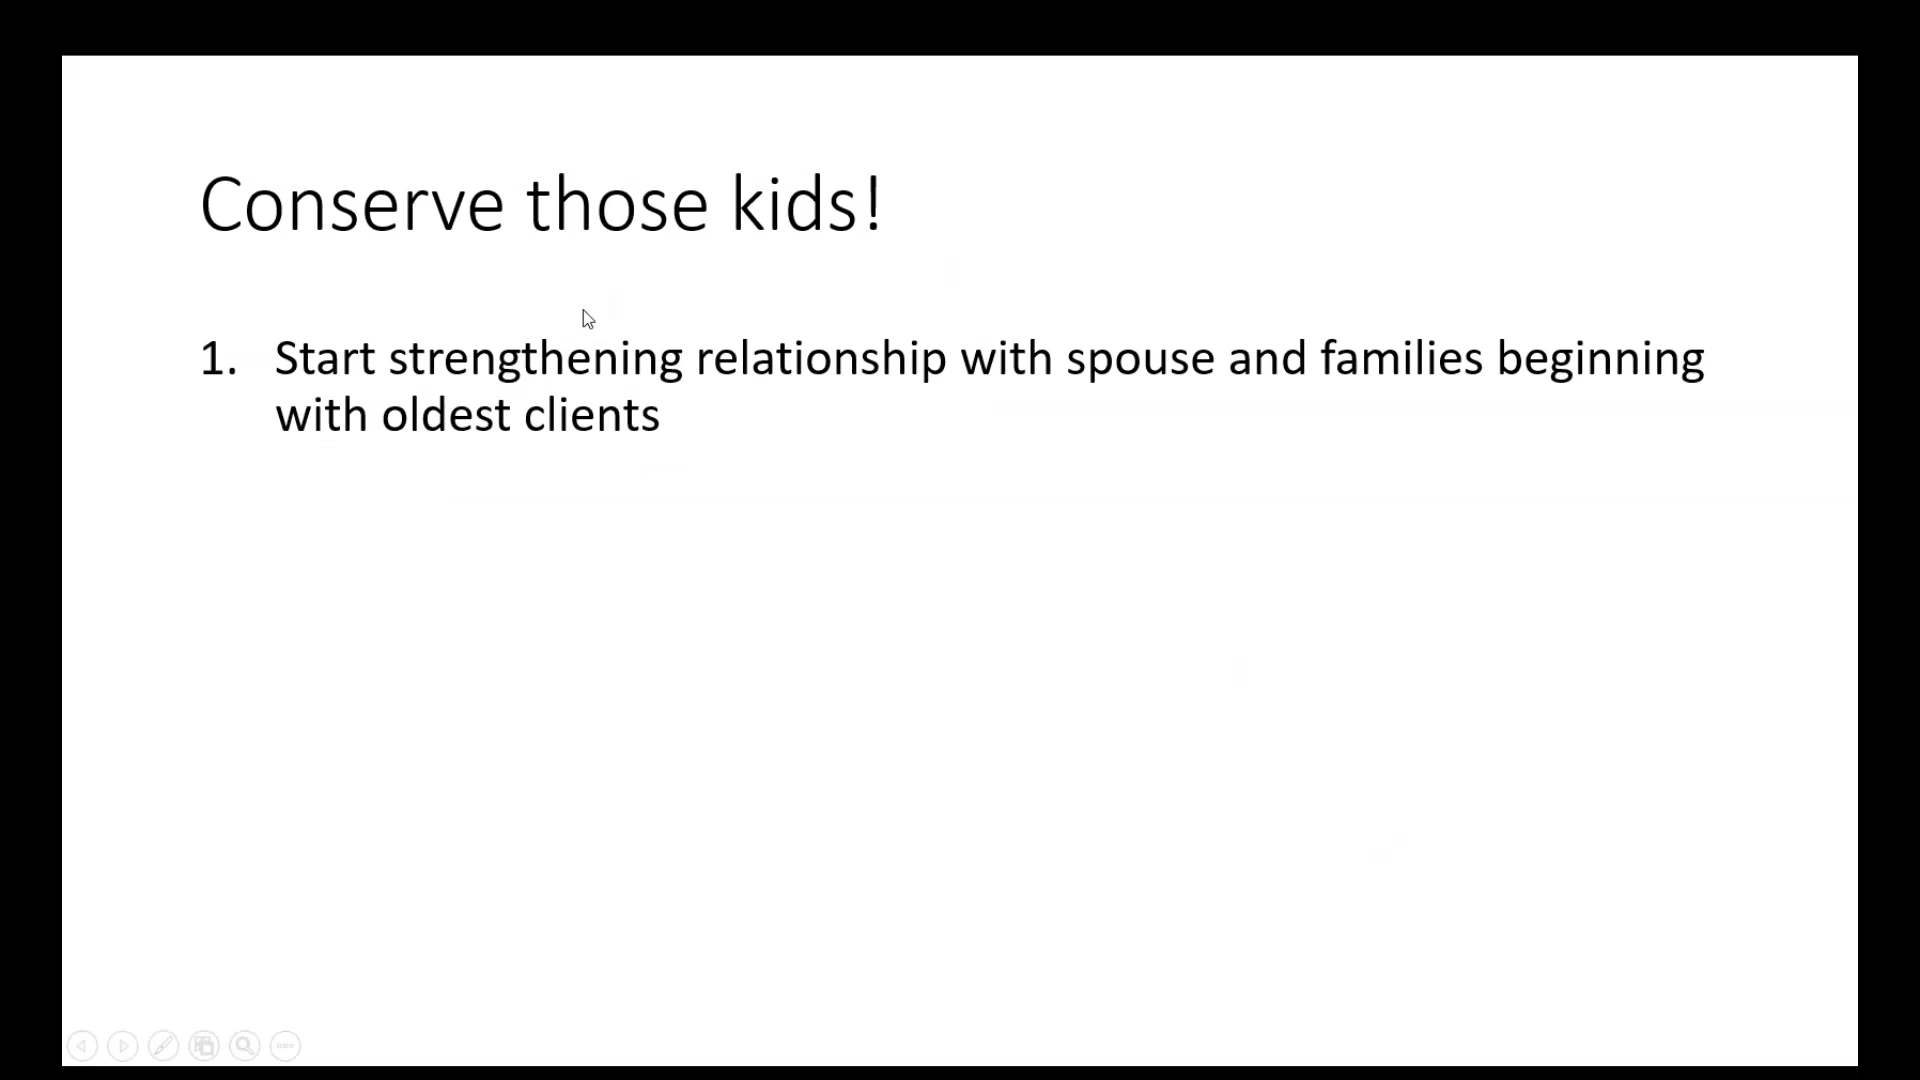 Conserve those kids!
1. Start strengthening relationship with spouse and families beginning
with oldest clients